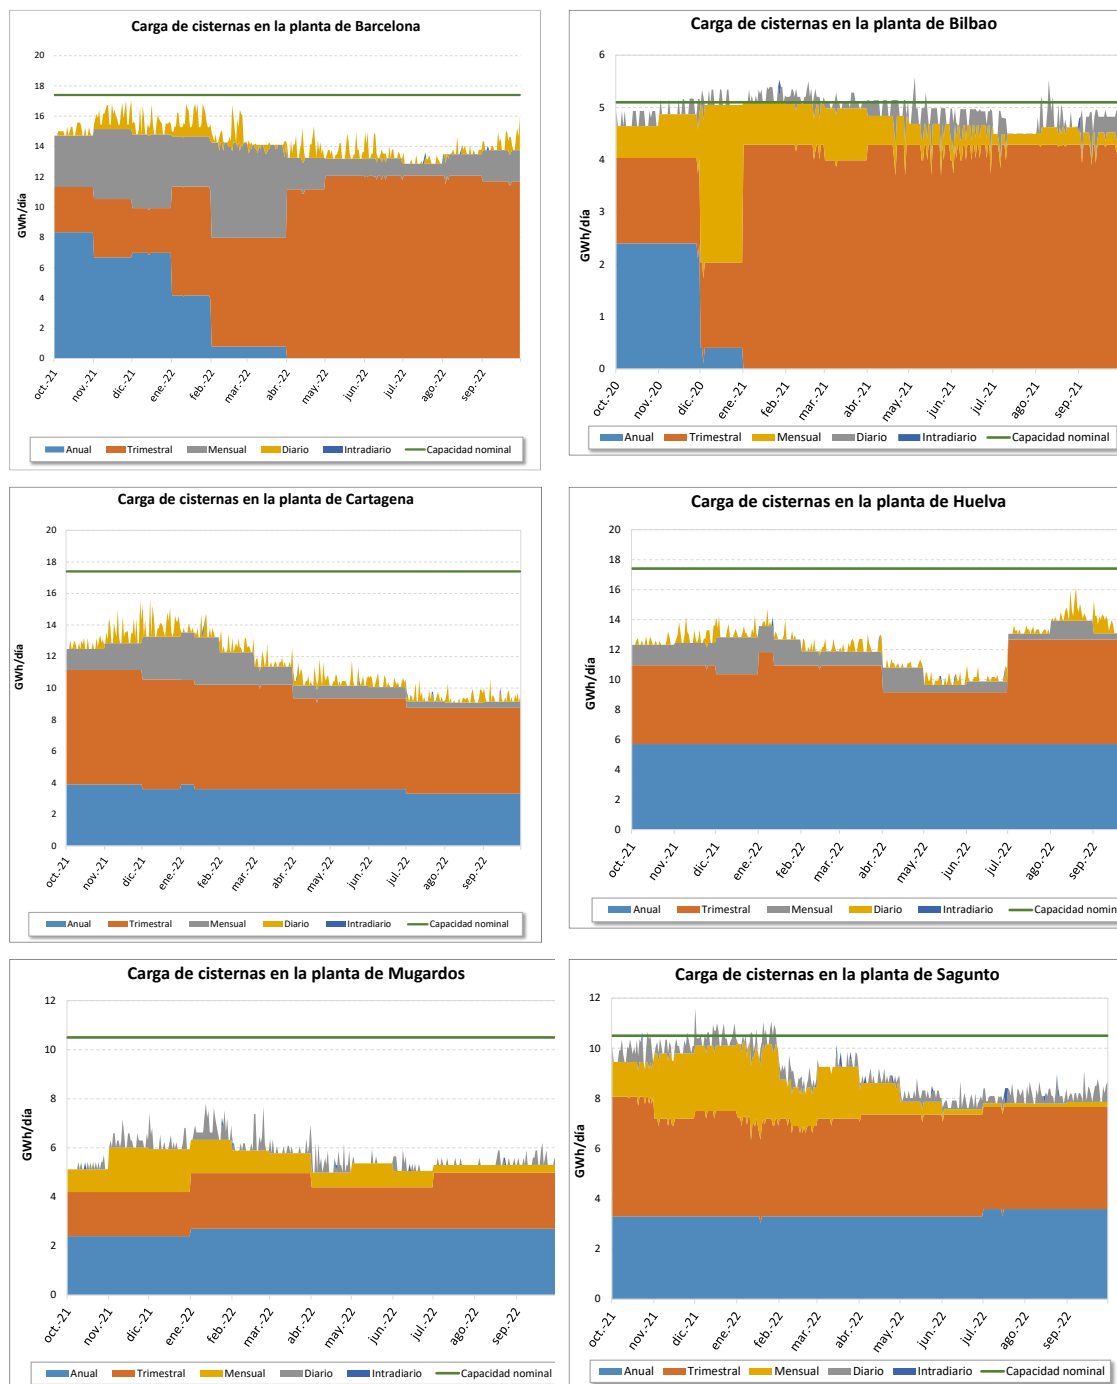 Carga de cisternas en la planta de Barcelona
20
18
16
14
12
10
8
6
4
2
0
GWh/día
oct.-21
nov.-21
dic.-21
ene.-22
feb.-22
mar.-22
abr.-22
may.-22
jun.-22
jul.-22
ago.-22
sep.-22
Anual Trimestral Mensual Diario Intradiario Capacidad nominal
Carga de cisternas en la planta de Bilbao
6
5
4
3
2
1
0
GWh/día
oct.-20
nov.-20
dic.-20
ene.-21
feb.-21
mar.-21
abr.-21
may.-21
jun.-21
jul.-21
ago.-21
sep.-21
Anual Trimestral Mensual Diario Intradiario Capacidad nominal
Carga de cisternas en la planta de Cartagena
20
18
16
14
12
10
8
6
4
2
0
GWh/día
oct.-21
nov.-21
dic.-21
ene.-22
feb.-22
mar.-22
abr.-22
may.-22
jun.-22
jul.-22
ago.-22
sep.-22
Anual Trimestral Mensual Diario Intradiario Capacidad nominal
Carga de cisternas en la planta de Huelva
20
18
16
14
12
10
8
6
4
2
0
GWh/día
oct.-21
nov.-21
dic.-21
ene.-22
feb.-22
mar.-22
abr.-22
may.-22
jun.-22
jul.-22
ago.-22
sep.-22
Anual Trimestral Mensual Diario Intradiario Capacidad nomin
Carga de cisternas en la planta de Mugardos
12
10
8
6
4
2
0
GWh/día
oct.-21
nov.-21
dic.-21
ene.-22
feb.-22
mar.-22
abr.-22
may.-22
jun.-22
jul.-22
ago.-22
sep.-22
Anual Trimestral Mensual Diario Intradiario Capacidad nominal
Carga de cisternas en la planta de Sagunto
12
10
8
6
4
2
0
GWh/día
oct.-21
nov.-21
dic.-21
ene.-22
feb.-22
mar.-22
abr.-22
may.-22
jun.-22
jul.-22
ago.-22
sep.-22
Anual Trimestral Mensual Diario Intradiario Capacidad nominal